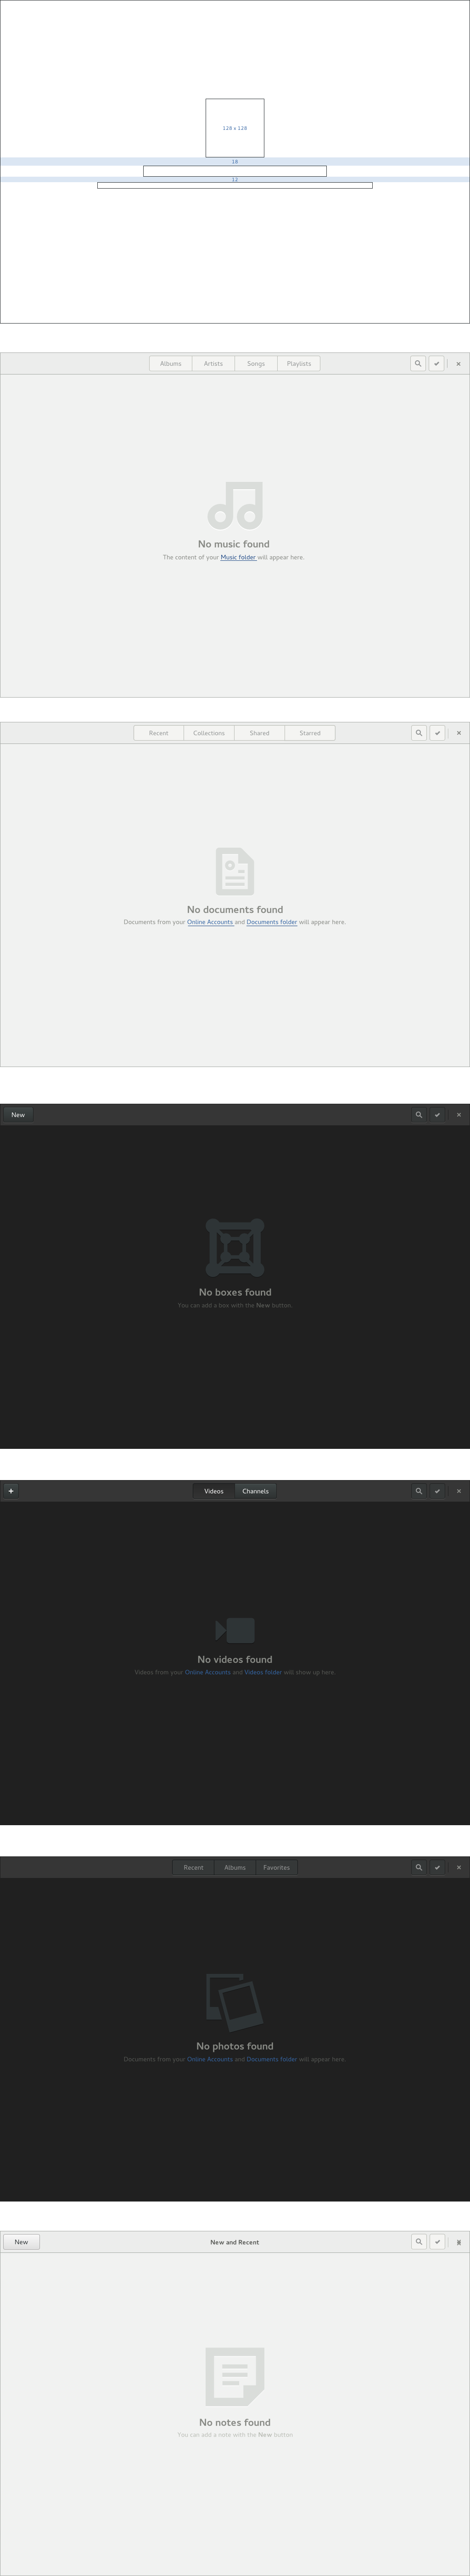 128 x 128
18
12
Albums Artists Songs Playlists
No music found
The content of your Music folder will appear here.
Recent Collections Shared Starred
No documents found
Documents from your Online Accounts and Documents folder will appear here.
New
No boxes found
You can add a box with the New button.
Videos Channels
No videos found
Videos from your Online Accounts and Videos folder will show up here.
Recent Albums Favorites
No photos found
Documents from your Online Accounts and Documents folder will appear here.
New New and Recent
No notes found
You can add a note with the New button